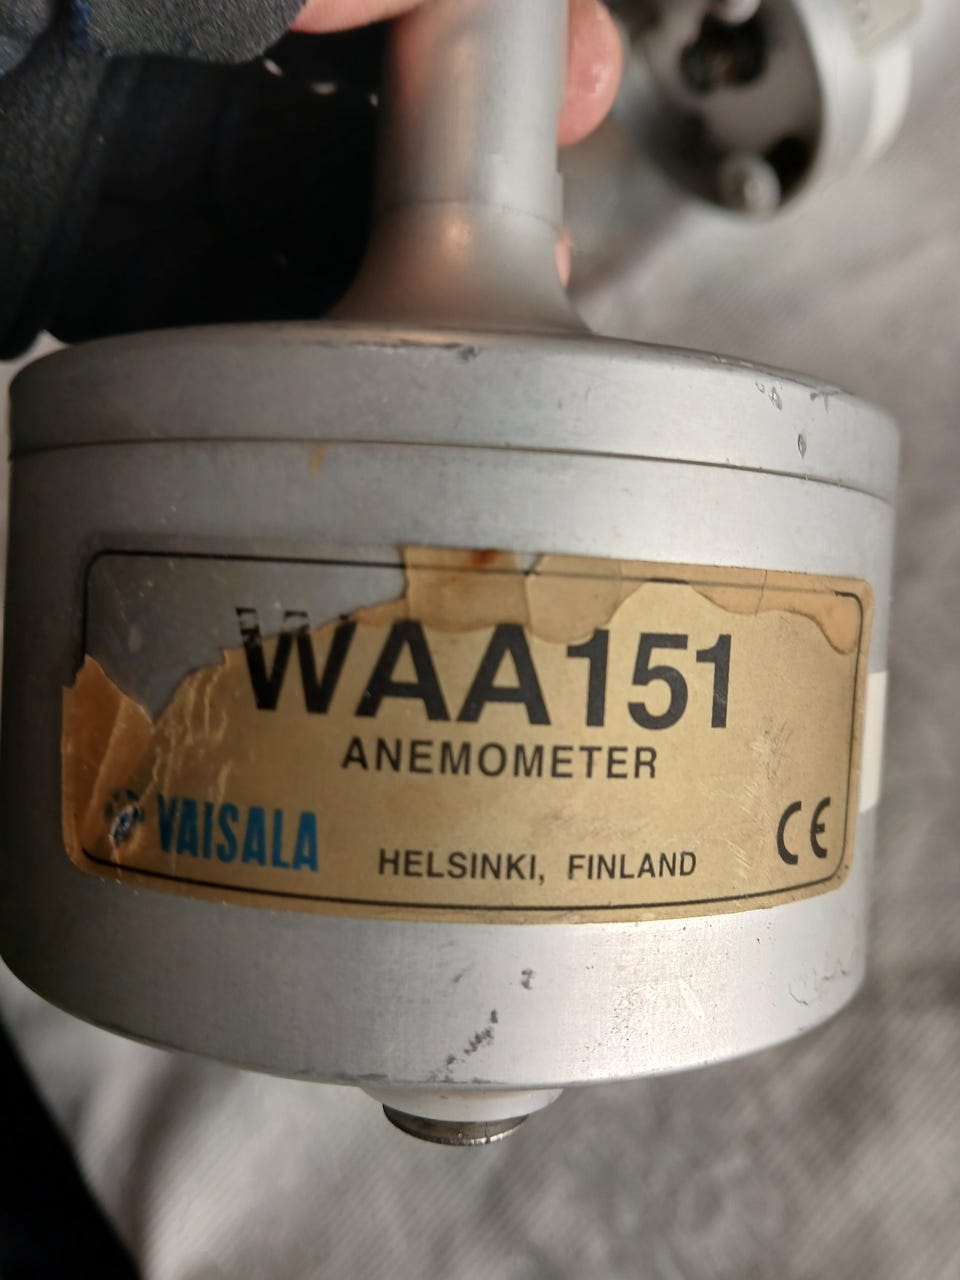 WAA151
ANEMOMETER
VAISALA
HELSINKI, FINLAND
CE